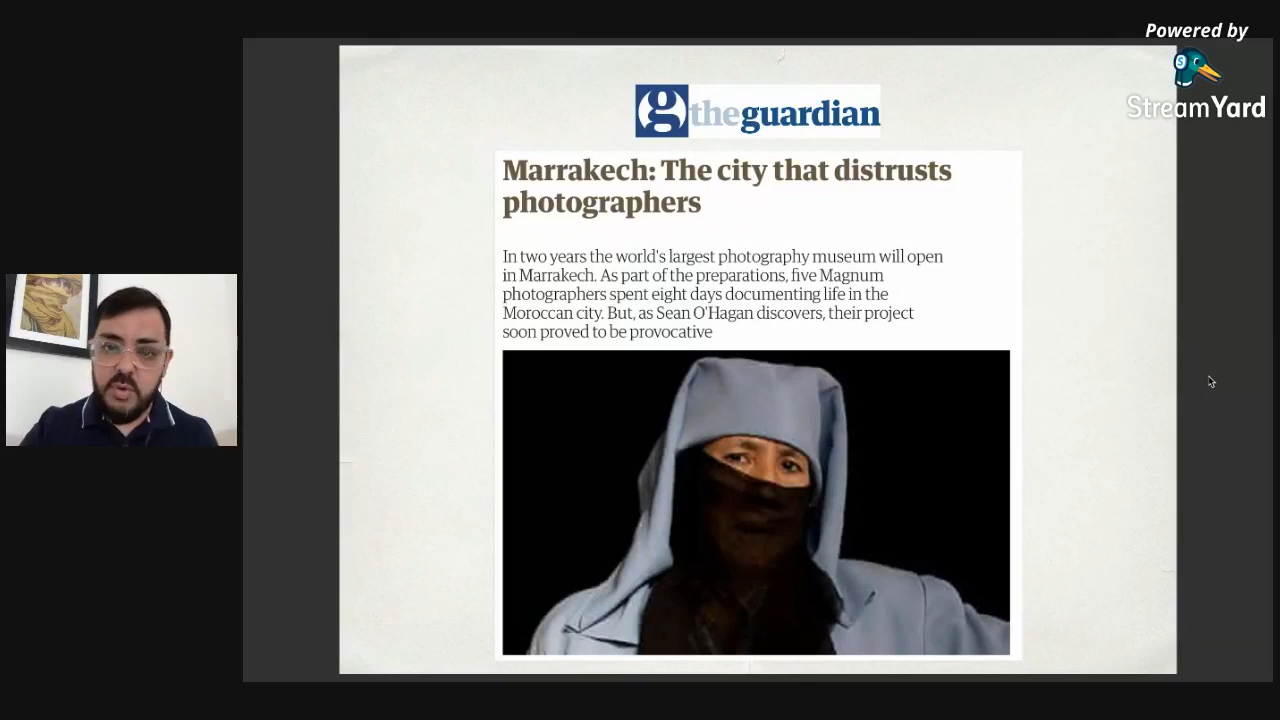 Powered by
StreamYard
theguardian
Marrakech: The city that distrusts
photographers
In two years the world's largest photography museum will open
in Marrakech. As part of the preparations, five Magnum
photographers spent eight days documenting life in the
Moroccan city. But, as Sean O'Hagan discovers, their project
soon proved to be provocative